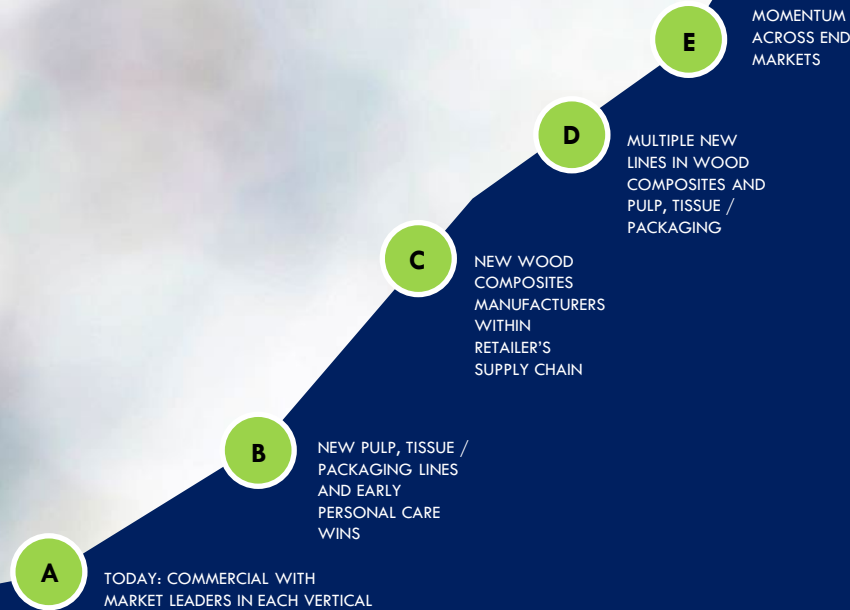 MOMENTUM
ACROSS END
MARKETS
E
D
MULTIPLE NEW
LINES IN WOOD
COMPOSITES AND
PULP, TISSUE /
PACKAGING
C
NEW WOOD
COMPOSITES
MANUFACTURERS
WITHIN
RETAILER'S
SUPPLY CHAIN
B
NEW PULP, TISSUE /
PACKAGING LINES
AND EARLY
PERSONAL CARE
WINS
A
TODAY: COMMERCIAL WITH
MARKET LEADERS IN EACH VERTICAL